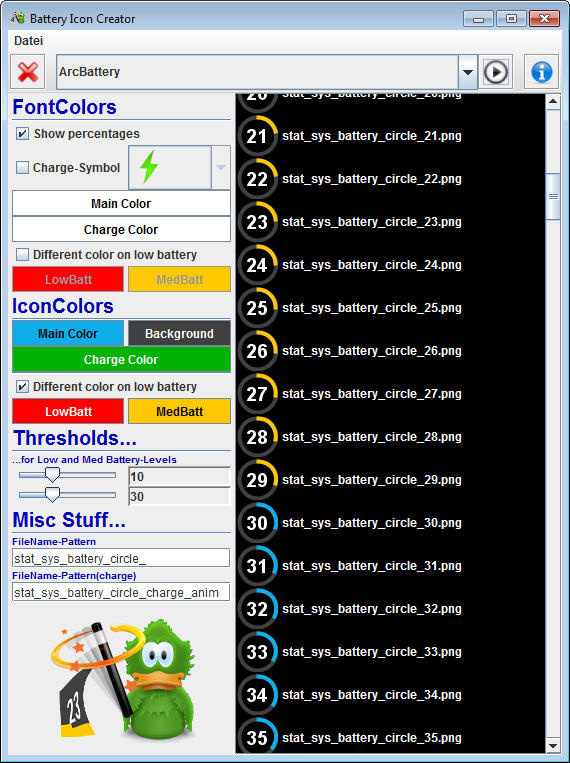 Battery Icon Creator
Datei
ArcBattery
FontColors
Show percentages
Charge-Symbol
Main Color
Charge Color
Different color on low battery
LowBatt MedBatt
IconColors
Main Color Background
Charge Color
Different color on low battery
LowBatt MedBatt
Thresholds...
...for Low and Med Battery-Levels
10
30
Misc Stuff...
FileName-Pattern
stat_sys_battery_circle_
FileName-Pattern(charge)
stat_sys_battery_circle_charge_anim
23
20 stat_sys_battery_circle_20.png
21 stat_sys_battery_circle_21.png
22 stat_sys_battery_circle_22.png
23 stat_sys_battery_circle_23.png
24 stat_sys_battery_circle_24.png
25 stat_sys_battery_circle_25.png
26 stat_sys_battery_circle_26.png
27 stat_sys_battery_circle_27.png
28 stat_sys_battery_circle_28.png
29 stat_sys_battery_circle_29.png
30 stat_sys_battery_circle_30.png
31 stat_sys_battery_circle_31.png
32 stat_sys_battery_circle_32.png
33 stat_sys_battery_circle_33.png
34 stat_sys_battery_circle_34.png
35 stat_sys_battery_circle_35.png